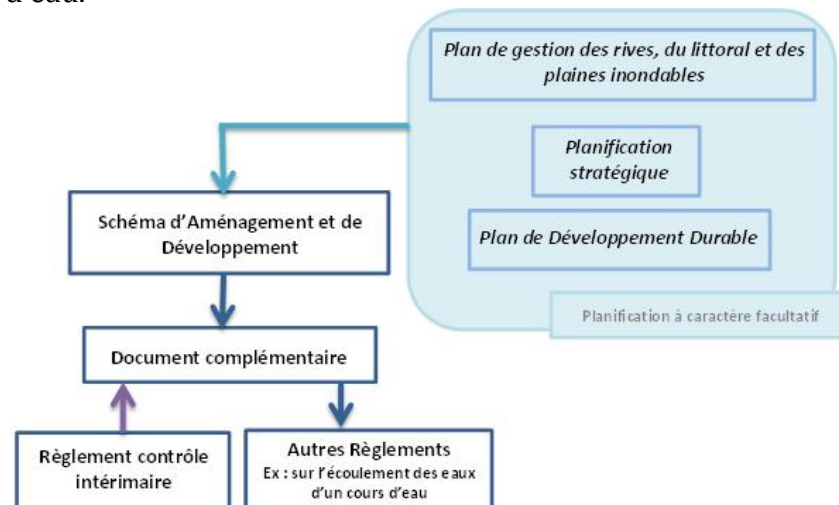 d'eau.
Plan de gestion des rives, du littoral et des
plaines inondables
Planification
stratégique
Plan de Développement Durable
Planification à caractère facultatif
Schéma d'Aménagement et de
Développement
Document complémentaire
Règlement contrôle
intérimaire
Autres Règlements
Ex : sur l'écoulement des eaux
d'un cours d'eau